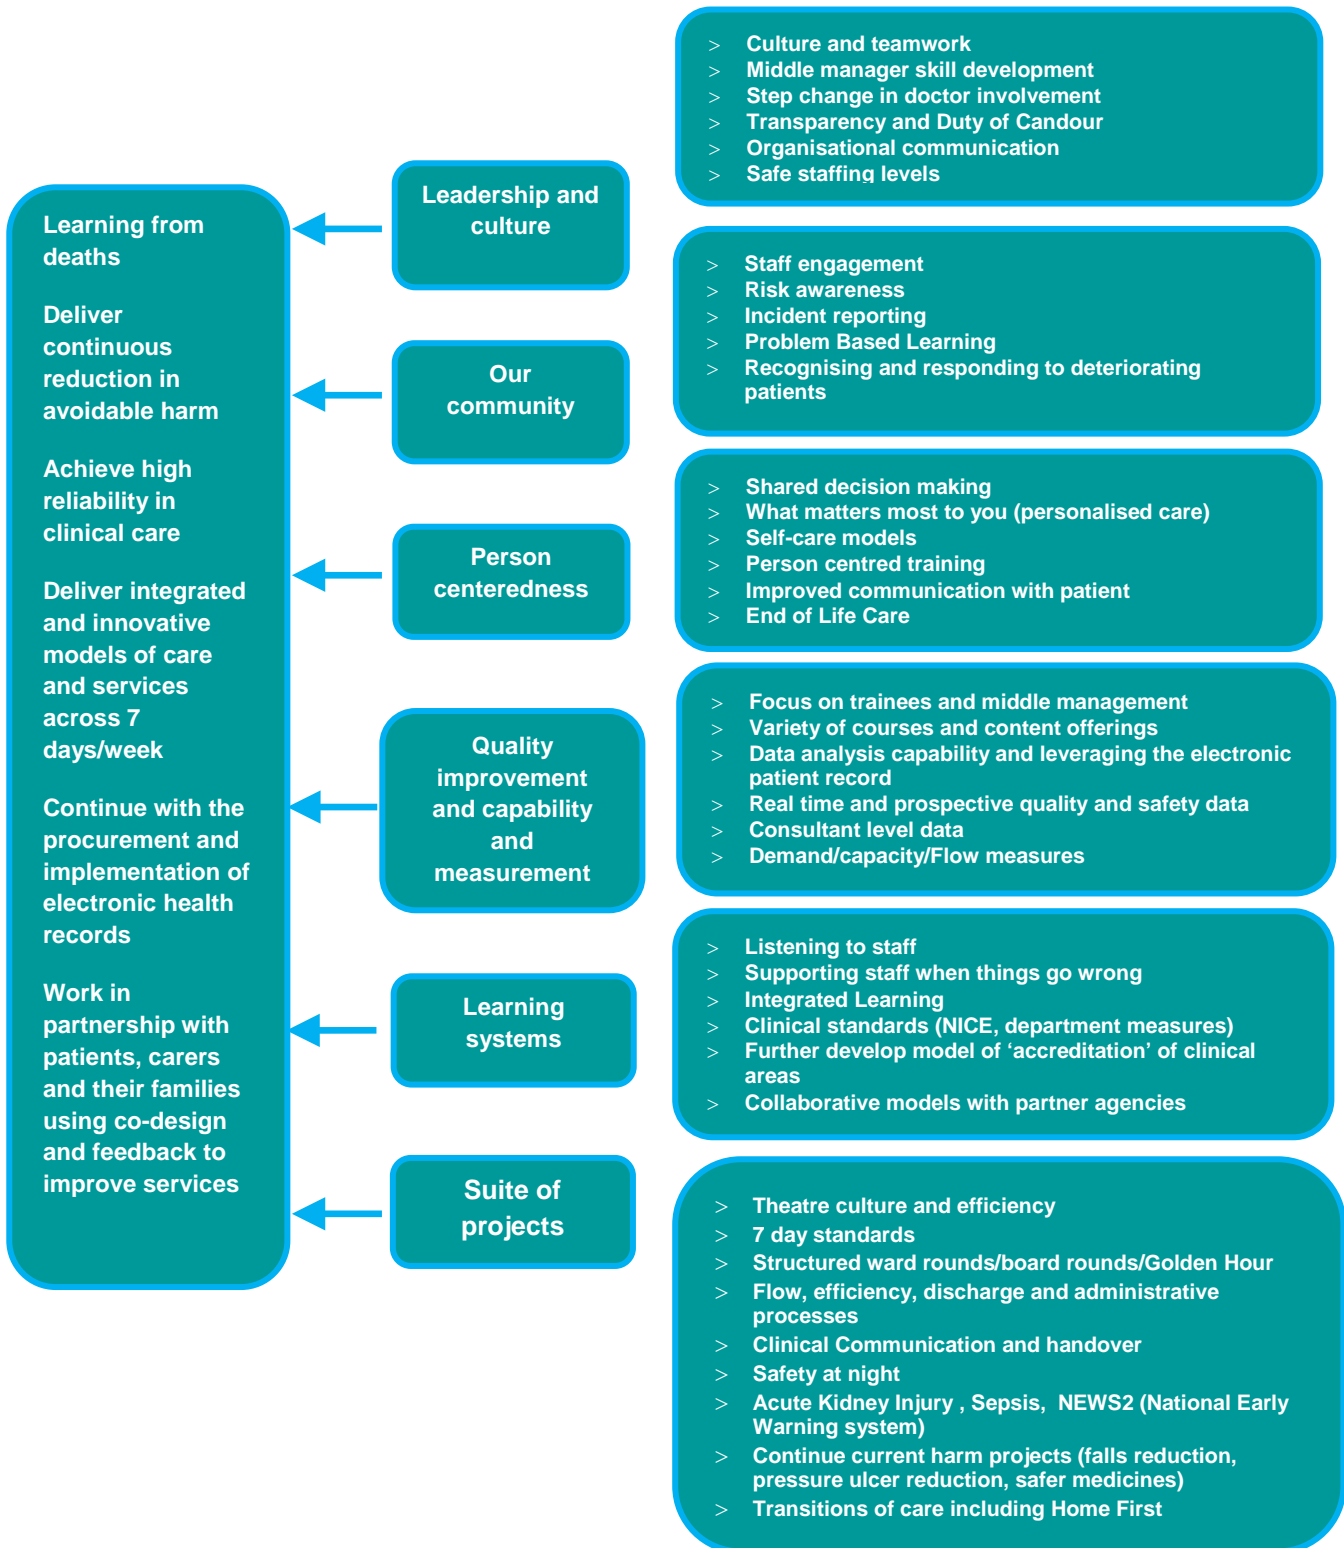 Learning from
deaths
Deliver
continuous
reduction in
avoidable harm
Achieve high
reliability in
clinical care
Deliver integrated
and innovative
models of care
and services
across 7
days/week
Continue with the
procurement and
implementation of
electronic health
records
Work in
partnership with
patients, carers
and their families
using co-design
and feedback to
improve services
Leadership and
culture
Our
community
Person
centeredness
Quality
improvement
and capability
and
measurement
Learning
systems
Suite of
projects
> Culture and teamwork
> Middle manager skill development
> Step change in doctor involvement
> Transparency and Duty of Candour
> Organisational communication
> Safe staffing levels
> Staff engagement
> Risk awareness
> Incident reporting
> Problem Based Learning
> Recognising and responding to deteriorating
patients
> Shared decision making
> What matters most to you (personalised care)
> Self-care models
> Person centred training
> Improved communication with patient
> End of Life Care
> Focus on trainees and middle management
> Variety of courses and content offerings
> Data analysis capability and leveraging the electronic
patient record
> Real time and prospective quality and safety data
> Consultant level data
> Demand/capacity/Flow measures
> Listening to staff
> Supporting staff when things go wrong
> Integrated Learning
> Clinical standards (NICE, department measures)
> Further develop model of ‘accreditation’ of clinical
areas
> Collaborative models with partner agencies
> Theatre culture and efficiency
> 7 day standards
> Structured ward rounds/board rounds/Golden Hour
> Flow, efficiency, discharge and administrative
processes
> Clinical Communication and handover
> Safety at night
> Acute Kidney Injury , Sepsis, NEWS2 (National Early
Warning system)
> Continue current harm projects (falls reduction,
pressure ulcer reduction, safer medicines)
> Transitions of care including Home First